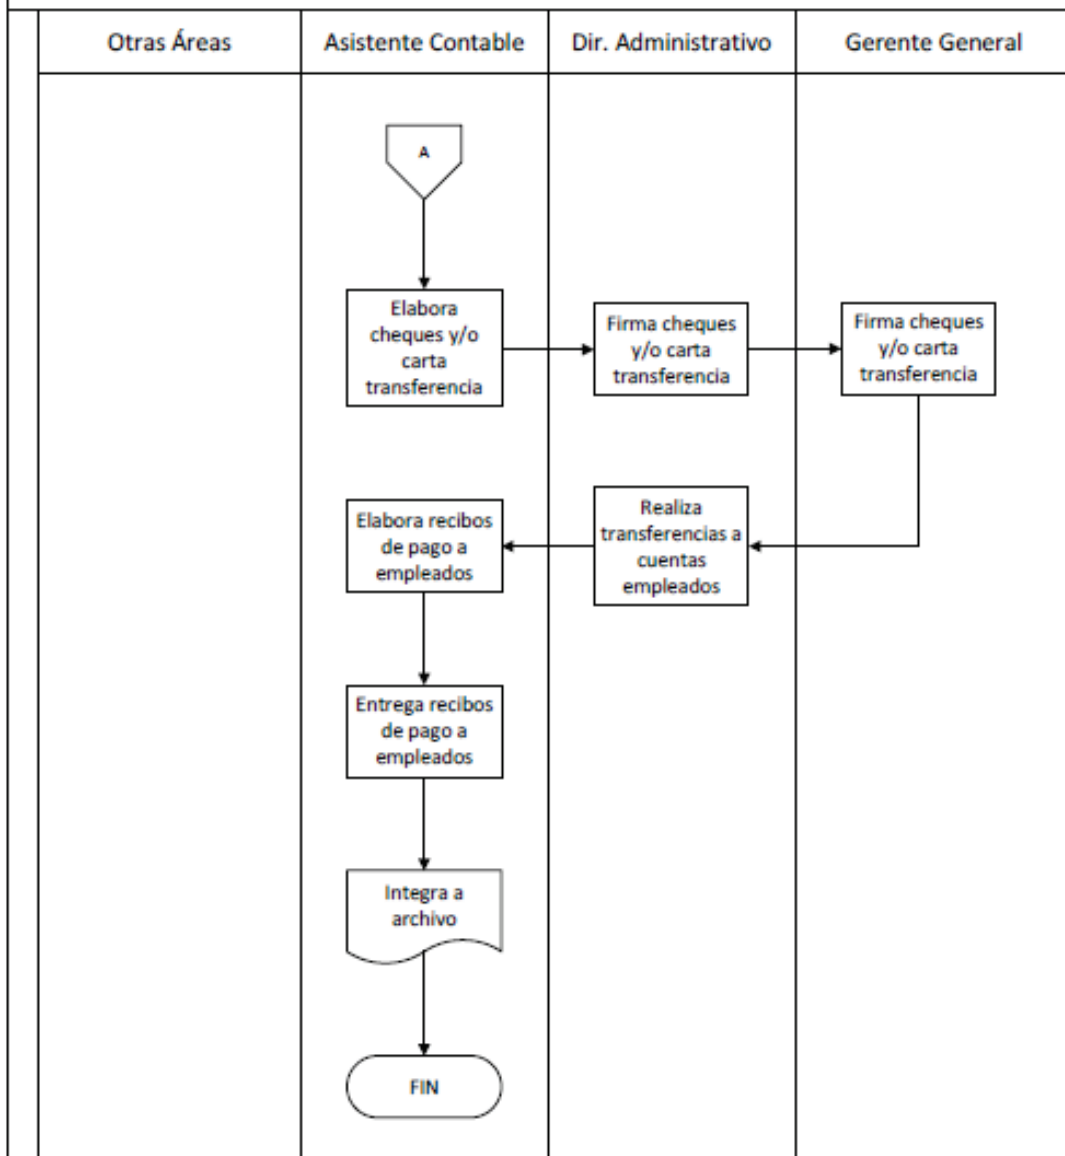 Otras Áreas
Asistente Contable
Dir. Administrativo
Gerente General
A
Elabora
cheques y/o
carta
transferencia
Firma cheques
y/o carta
transferencia
Firma cheques
y/o carta
transferencia
Realiza
transferencias a
cuentas
empleados
Elabora recibos
de pago a
empleados
Entrega recibos
de pago a
empleados
Integra a
archivo
FIN